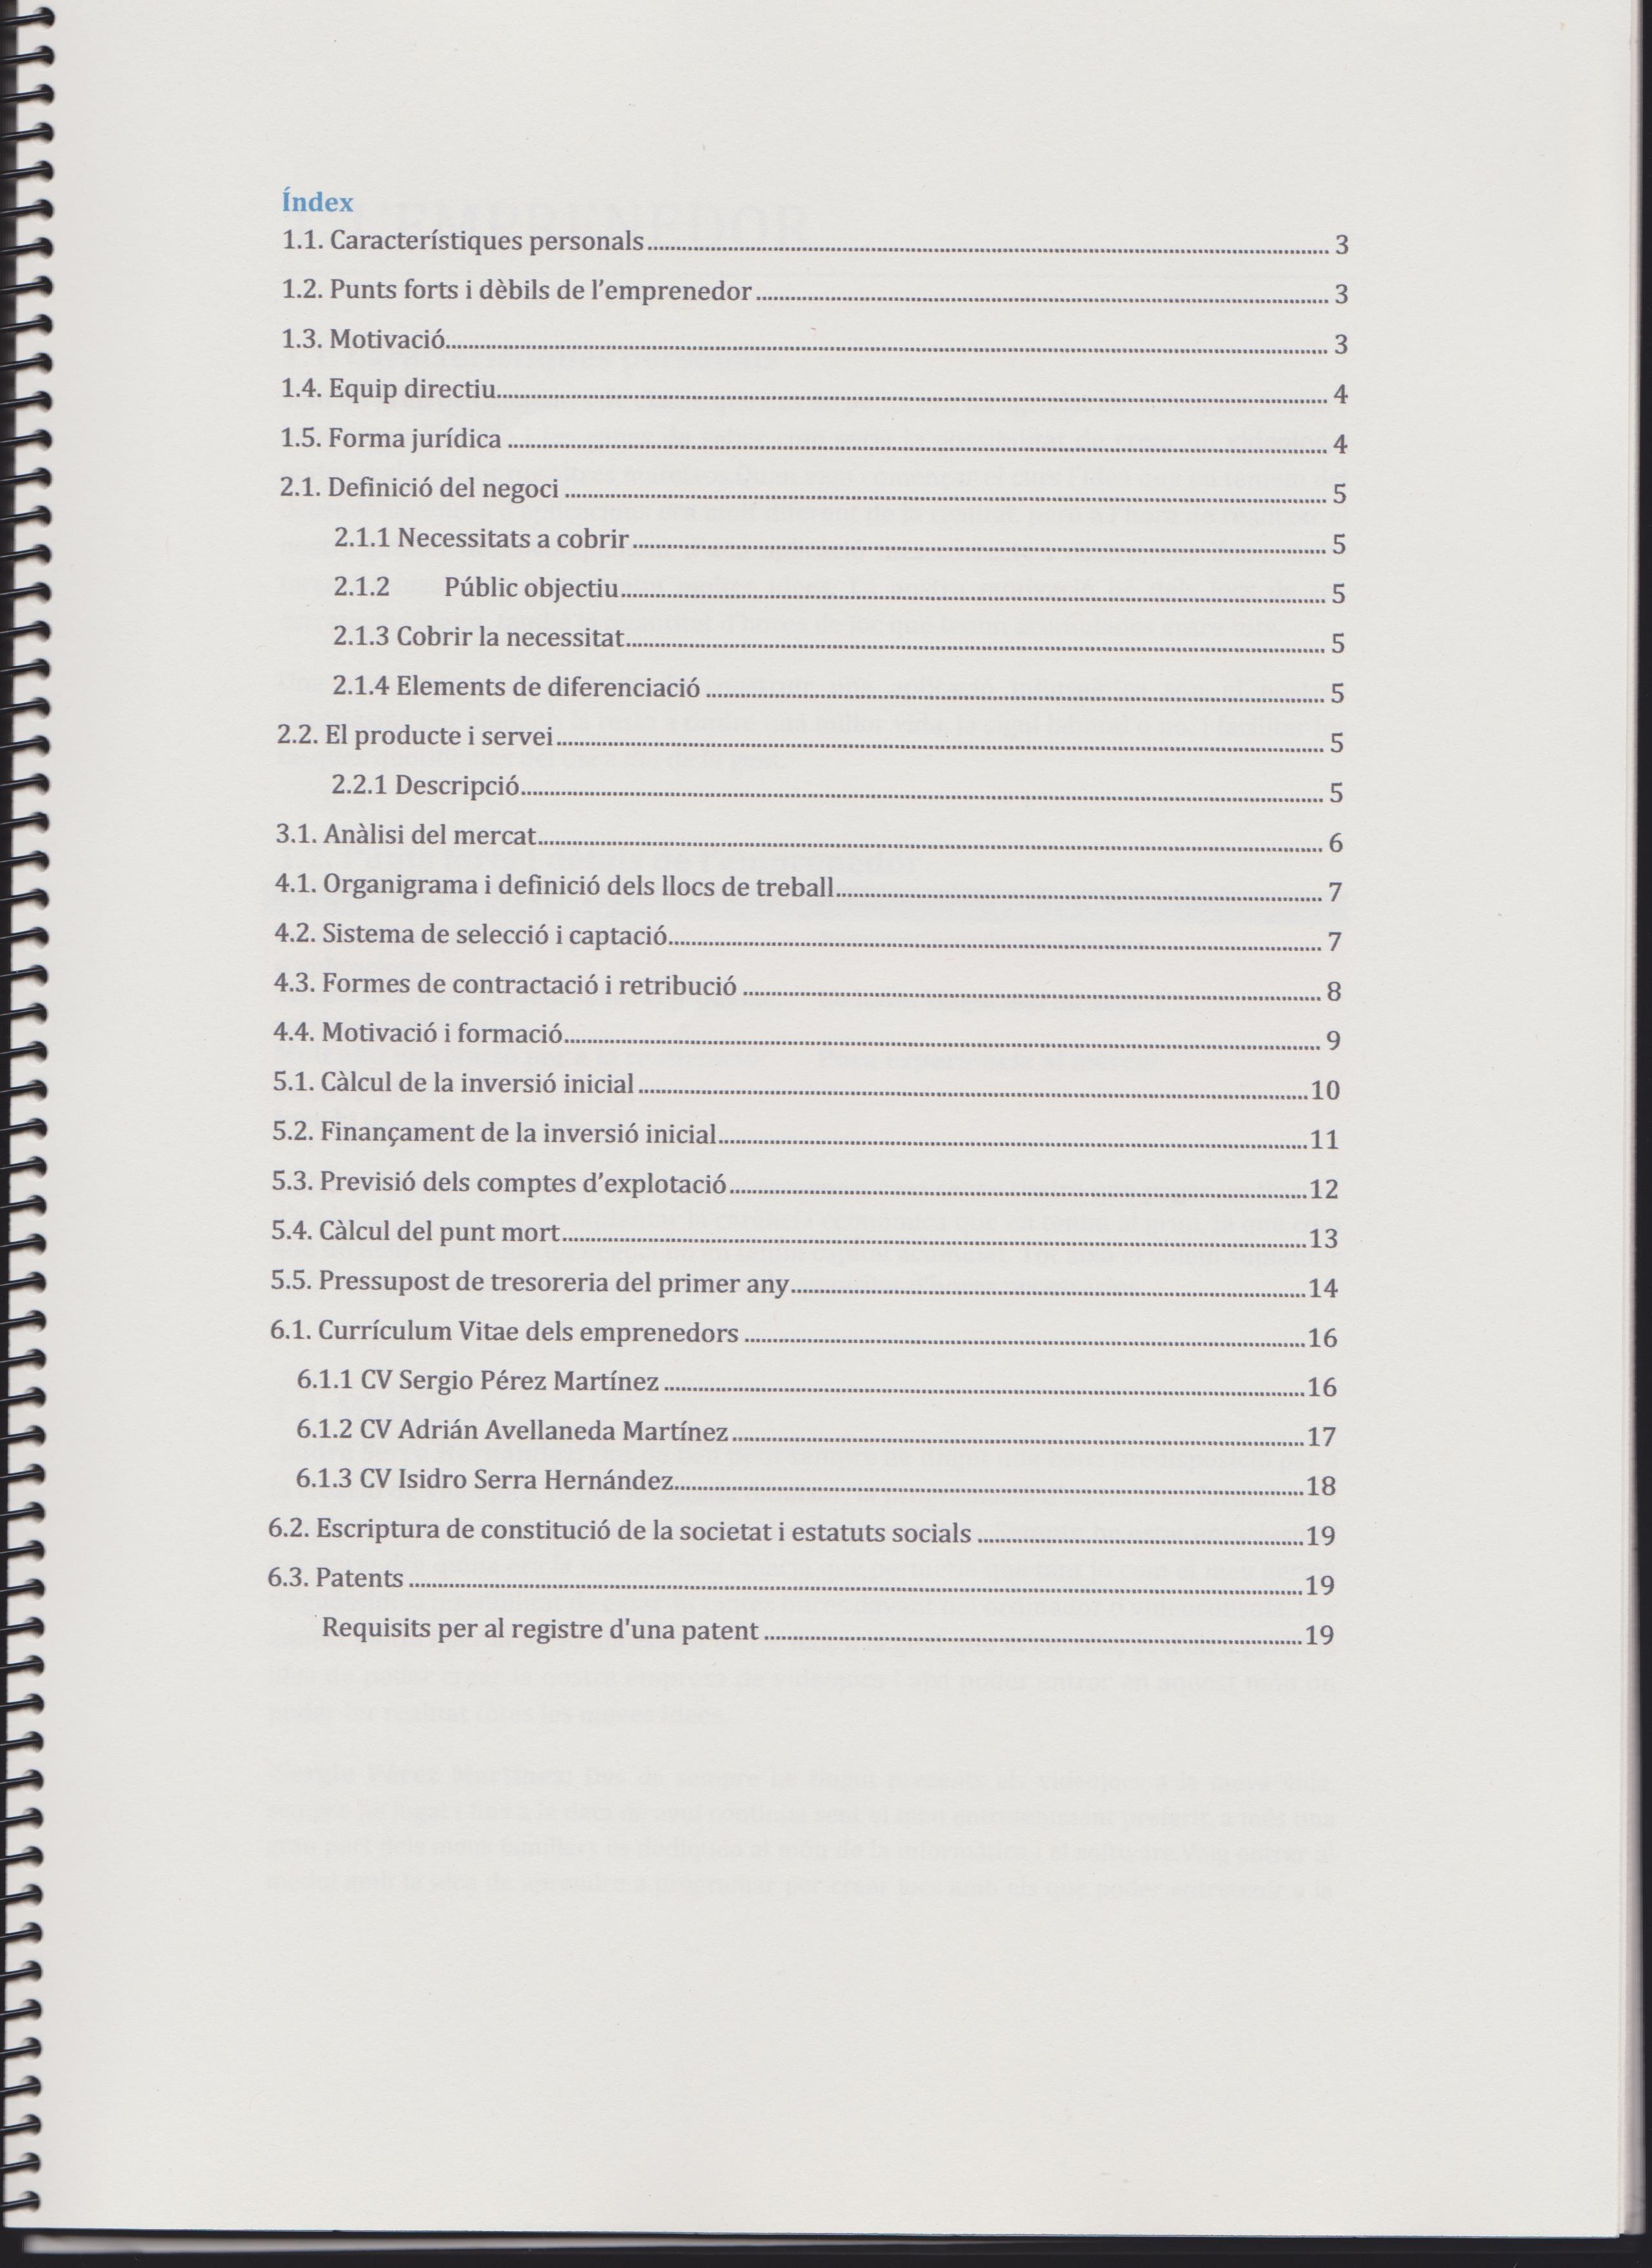 Índex
1.1. Característiques personals 3
1.2. Punts forts i dèbils de l’emprenedor 3
1.3. Motivació 3
1.4. Equip directiu 4
1.5. Forma jurídica 4
2.1. Definició del negoci 5
2.1.1 Necessitats a cobrir 5
2.1.2 Públic objectiu 5
2.1.3 Cobrir la necessitat 5
2.1.4 Elements de diferenciació 5
2.2. El producte i servei 5
2.2.1 Descripció 5
3.1. Anàlisi del mercat 6
4.1. Organigrama i definició dels llocs de treball 7
4.2. Sistema de selecció i captació 7
4.3. Formes de contractació i retribució 8
4.4. Motivació i formació 9
5.1. Càlcul de la inversió inicial 10
5.2. Finançament de la inversió inicial 11
5.3. Previsió dels comptes d’explotació 12
5.4. Càlcul del punt mort 13
5.5. Pressupost de tresoreria del primer any 14
6.1. Currículum Vitae dels emprenedors 16
6.1.1 CV Sergio Pérez Martínez 16
6.1.2 CV Adrián Avellaneda Martínez 17
6.1.3 CV Isidro Serra Hernández 18
6.2. Escriptura de constitució de la societat i estatuts socials 19
6.3. Patents 19
Requisits per al registre d'una patent 19